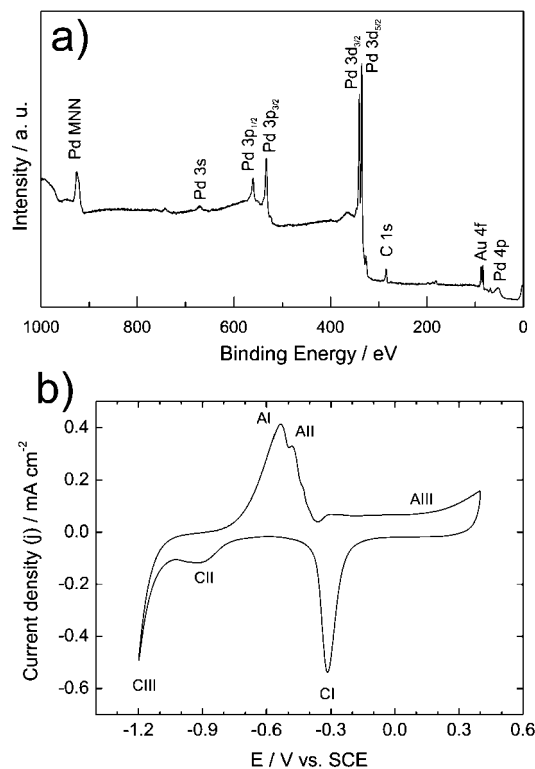 a)
Intensity / a. u.
Pd MNN
Pd 3s
Pd 3p1/2
Pd 3p3/2
Pd 3d3/2
Pd 3d5/2
C 1s
Au 4f
Pd 4p
1000 800 600 400 200 0
Binding Energy / eV
b)
Current density (j) / mA cm-2
0.4
0.2
0.0
-0.2
-0.4
-0.6
AI
AII
AIII
CII
CIII
CI
-1.2 -0.9 -0.6 -0.3 0.0 0.4
E / V vs. SCE